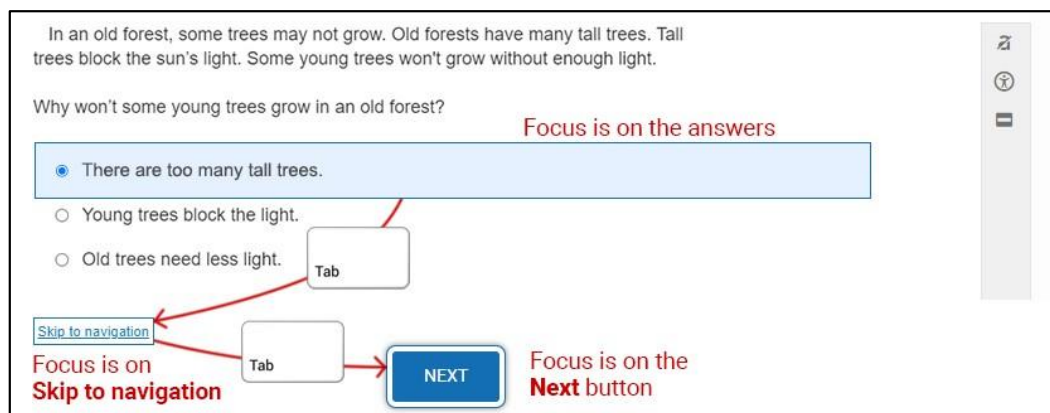 In an old forest, some trees may not grow. Old forests have many tall trees. Tall
trees block the sun’s light. Some young trees won't grow without enough light.
Why won’t some young trees grow in an old forest?
Focus is on the answers
There are too many tall trees.
Young trees block the light.
Old trees need less light.
Tab
Skip to navigation
Focus is on
Skip to navigation
Tab
NEXT
Focus is on the
Next button